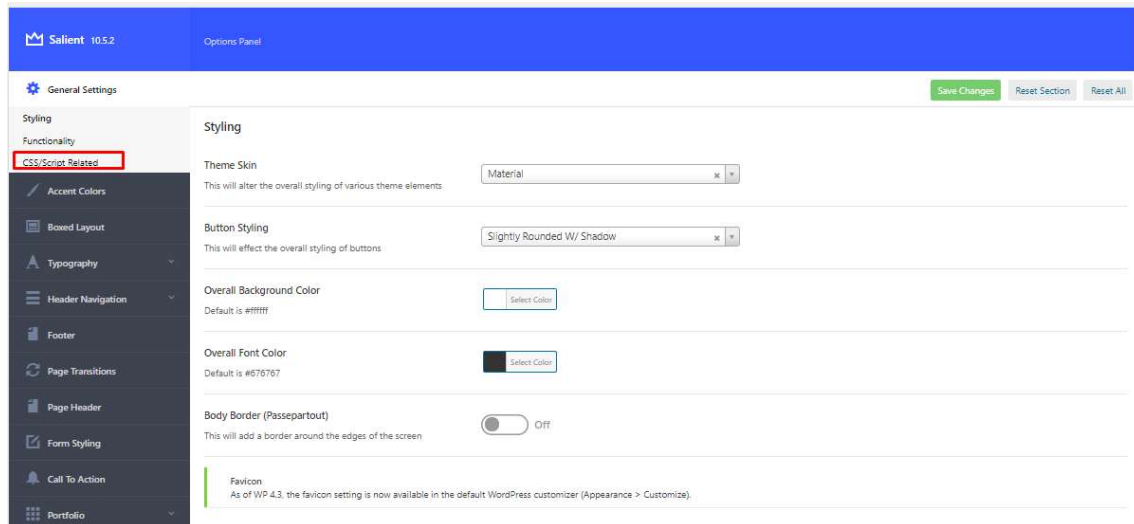 Salient 10.5.2
Options Panel
General Settings
Save Changes
Reset Section
Reset All
Styling
Functionality
CSS/Script Related
Accent Colors
Boxed Layout
Typography
Header Navigation
Footer
Page Transitions
Page Header
Form Styling
Call To Action
Portfolio
Styling
Theme Skin
This will alter the overall styling of various theme elements
Material
Button Styling
This will effect the overall styling of buttons
Slightly Rounded W/ Shadow
Overall Background Color
Default is #ffffff
Select Color
Overall Font Color
Default is #676767
Select Color
Body Border (Passepartout)
This will add a border around the edges of the screen
Off
Favicon
As of WP 4.3, the favicon setting is now available in the default WordPress customizer (Appearance > Customize).